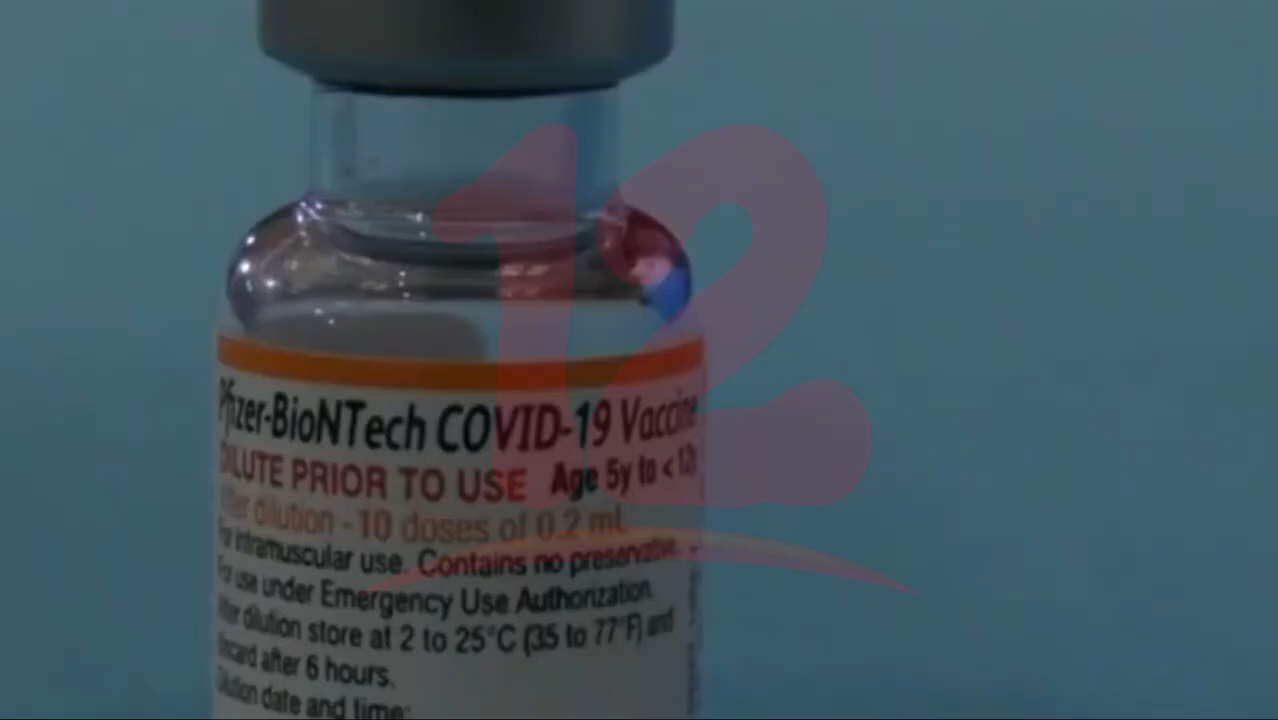 12
Pfizer-BioNTech COVID-19 Vaccine
DILUTE PRIOR TO USE Age 5y to < 12y
After dilution - 10 doses of 0.2 mL
For intramuscular use. Contains no preservative.
For use under Emergency Use Authorization.
After dilution store at 2 to 25°C (35 to 77°F) and
discard after 6 hours.
Dilution date and time: